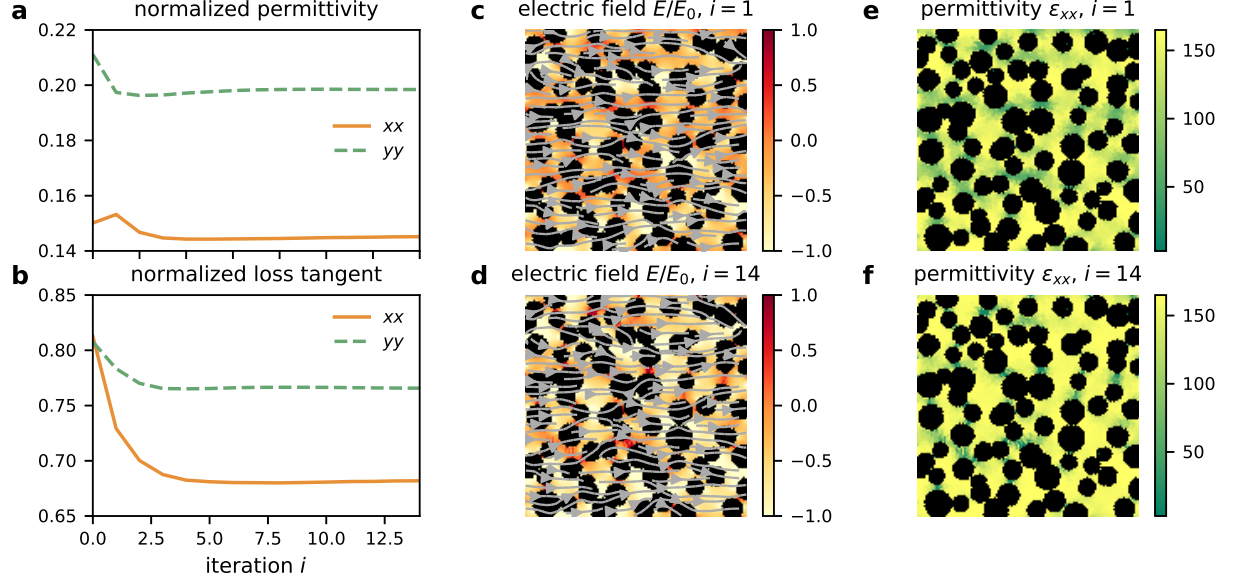 a
normalized permittivity
0.22
0.20
0.18
0.16
0.14
xx
yy
b
normalized loss tangent
0.85
0.80
0.75
0.70
0.65
xx
yy
0.0 2.5 5.0 7.5 10.0 12.5
iteration i
c
electric field E/E₀, i = 1
1.0
0.5
0.0
−0.5
−1.0
d
electric field E/E₀, i = 14
1.0
0.5
0.0
−0.5
−1.0
e
permittivity εₓₓ, i = 1
150
100
50
f
permittivity εₓₓ, i = 14
150
100
50